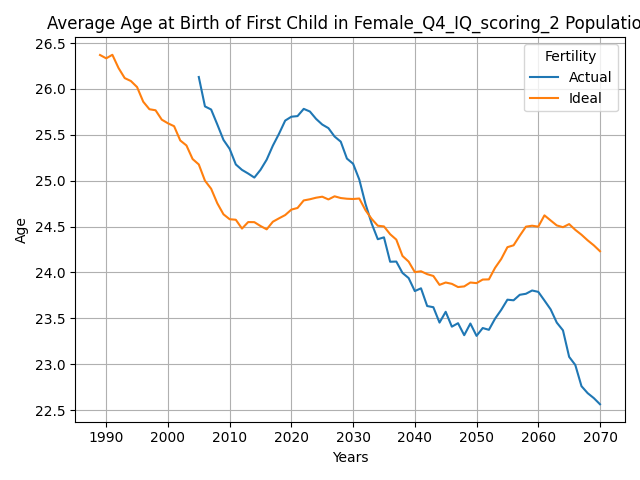 Average Age at Birth of First Child in Female_Q4_IQ_scoring_2 Populatio
26.5
26.0
25.5
25.0
24.5
24.0
23.5
23.0
22.5
Age
Fertility
Actual
Ideal
1990 2000 2010 2020 2030 2040 2050 2060 2070
Years